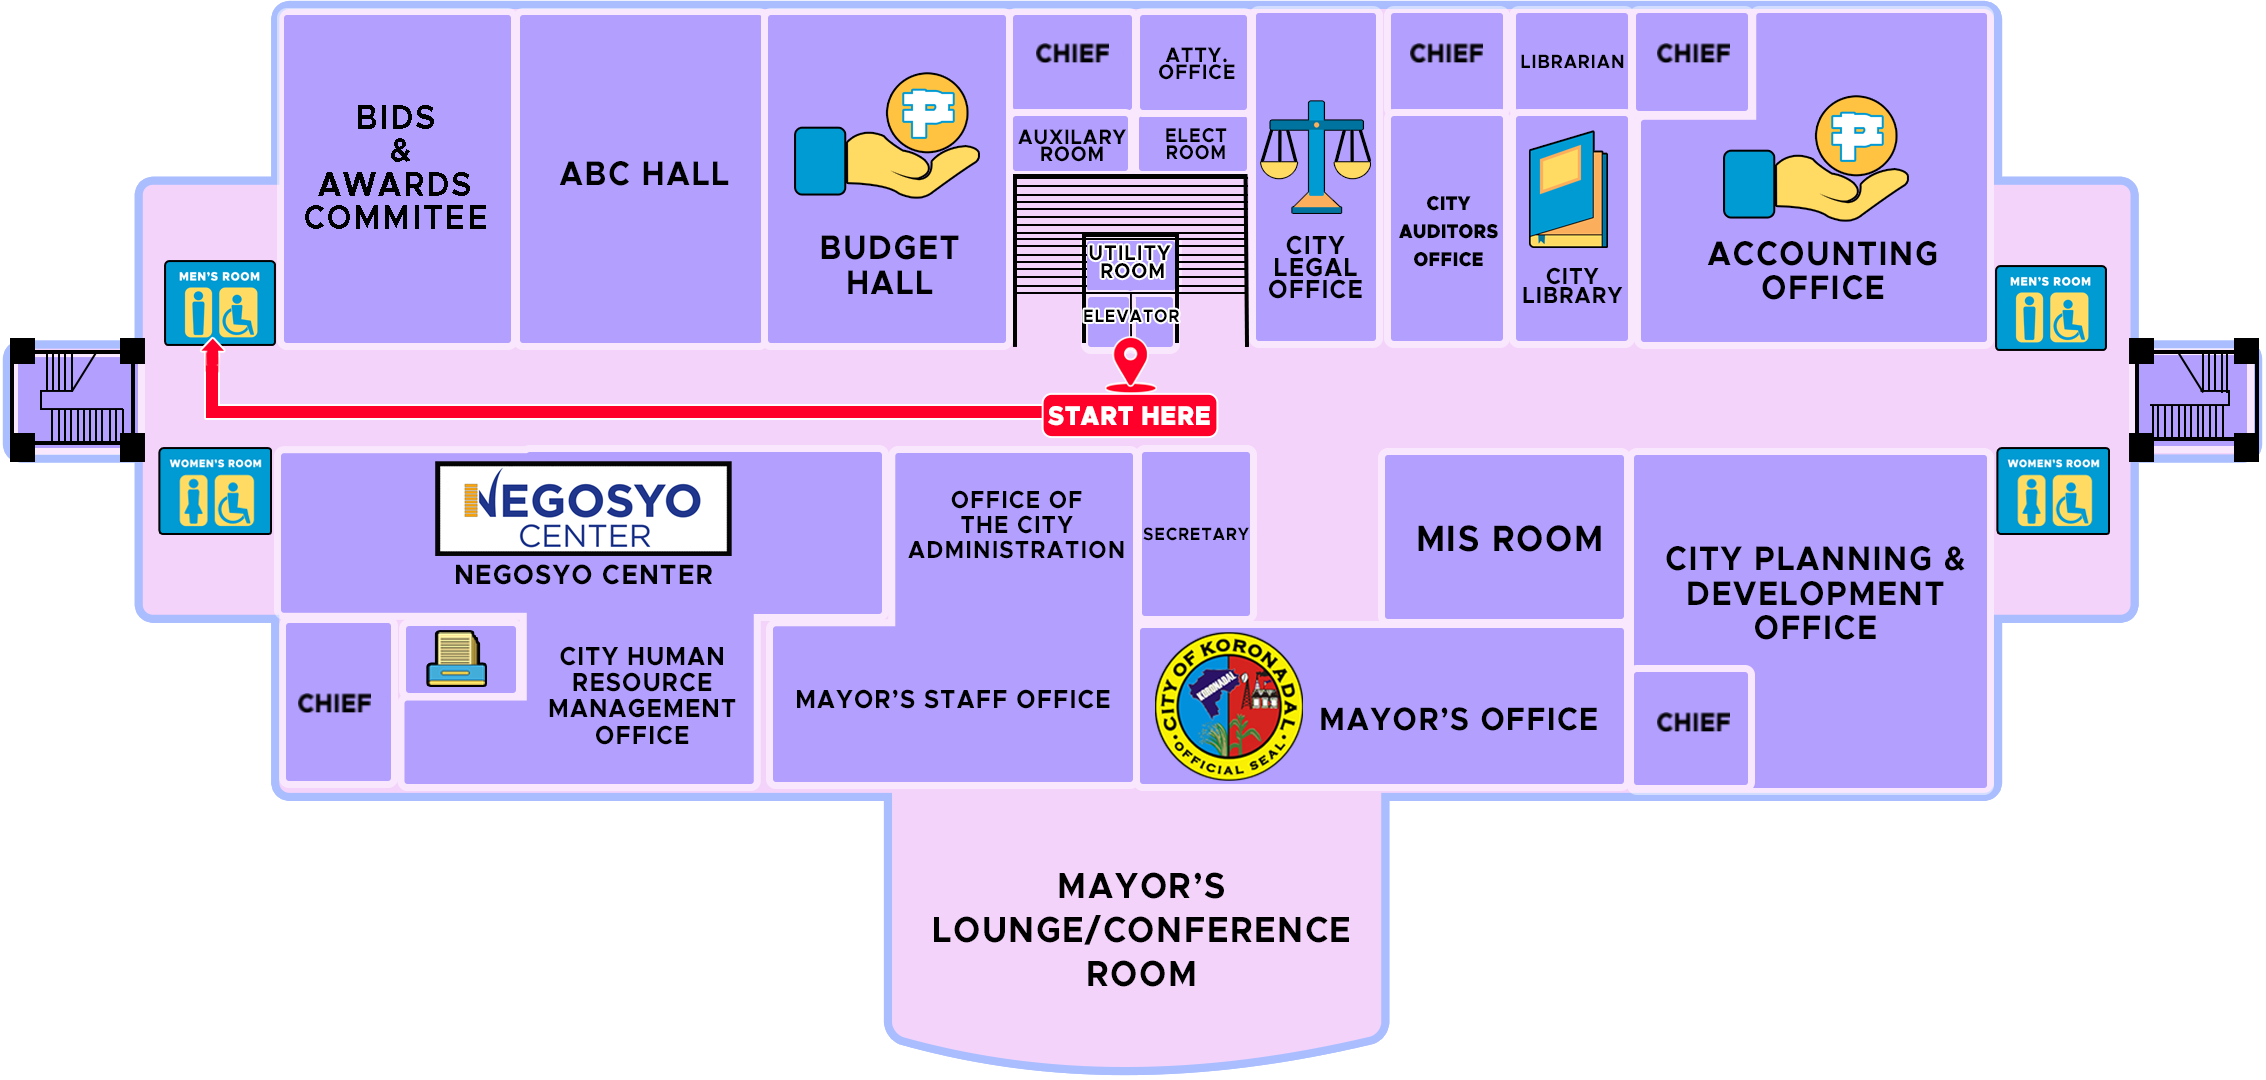 BIDS
&
AWARDS
COMMITEE
ABC HALL
BUDGET
HALL
CHIEF
ATTY.
OFFICE
AUXILARY
ROOM
ELECT
ROOM
UTILITY
ROOM
ELEVATOR
CITY
LEGAL
OFFICE
CHIEF
CITY
AUDITORS
OFFICE
LIBRARIAN
CITY
LIBRARY
CHIEF
ACCOUNTING
OFFICE
MEN'S ROOM
MEN'S ROOM
START HERE
WOMEN'S ROOM
WOMEN'S ROOM
NEGOSYO
CENTER
NEGOSYO CENTER
OFFICE OF
THE CITY
ADMINISTRATION
SECRETARY
MIS ROOM
CITY PLANNING &
DEVELOPMENT
OFFICE
CHIEF
CITY HUMAN
RESOURCE
MANAGEMENT
OFFICE
MAYOR'S STAFF OFFICE
CITY OF KORONADAL
KORONADAL
OFFICIAL SEAL
MAYOR'S OFFICE
CHIEF
MAYOR'S
LOUNGE/CONFERENCE
ROOM